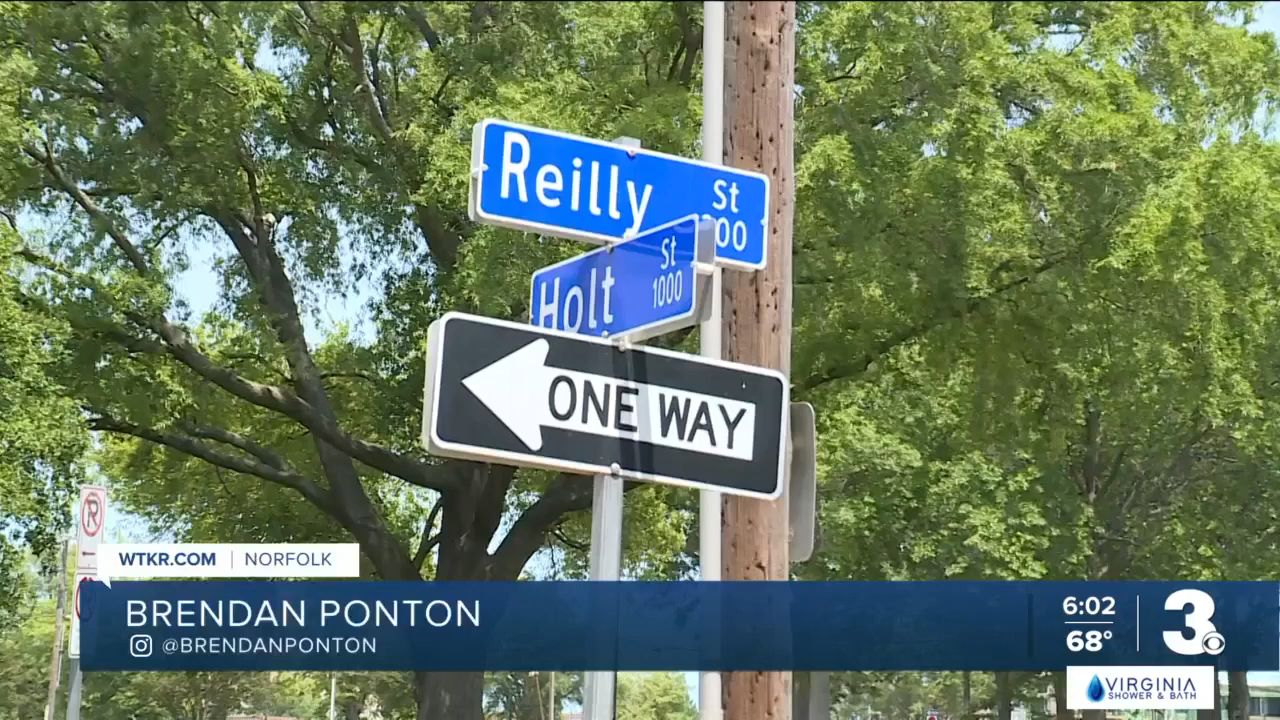 Reilly St
00
Holt St
1000
ONE WAY
WTKR.COM | NORFOLK
BRENDAN PONTON
@BRENDANPONTON
6:02
68°
3
VIRGINIA
SHOWER & BATH